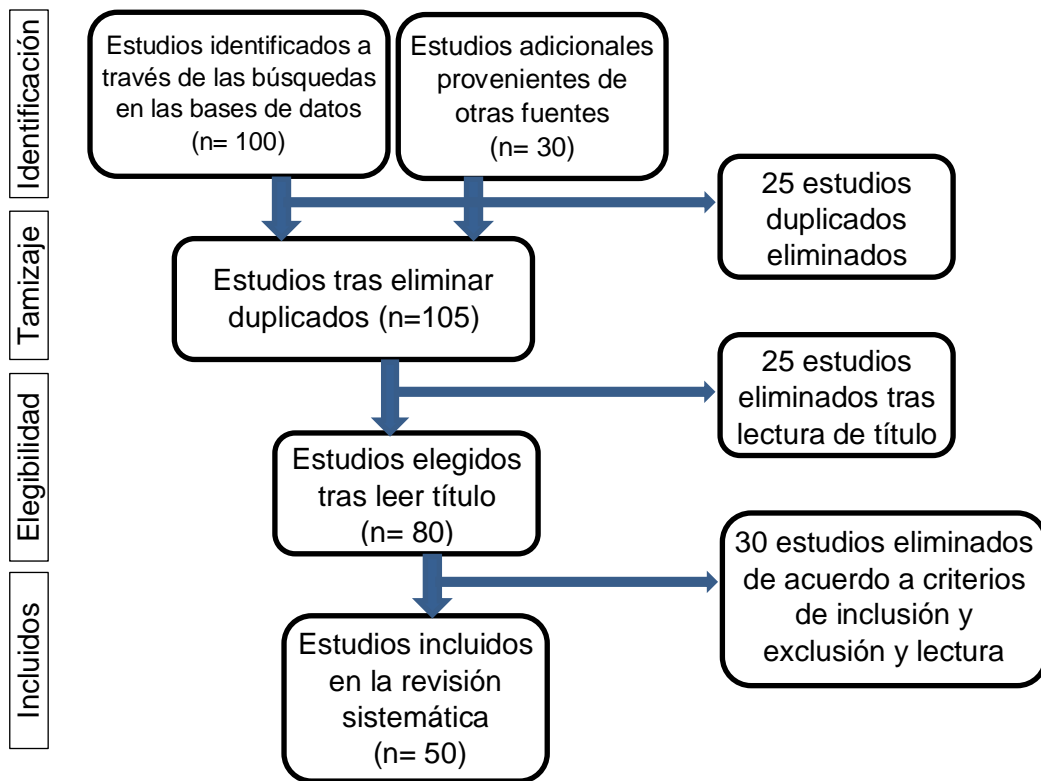 Identificación
Estudios identificados a
través de las búsquedas
en las bases de datos
(n= 100)
Estudios adicionales
provenientes de
otras fuentes
(n= 30)
25 estudios
duplicados
eliminados
Tamizaje
Estudios tras eliminar
duplicados (n=105)
25 estudios
eliminados tras
lectura de título
Elegibilidad
Estudios elegidos
tras leer título
(n= 80)
30 estudios eliminados
de acuerdo a criterios
de inclusión y
exclusión y lectura
Incluidos
Estudios incluidos
en la revisión
sistemática
(n= 50)